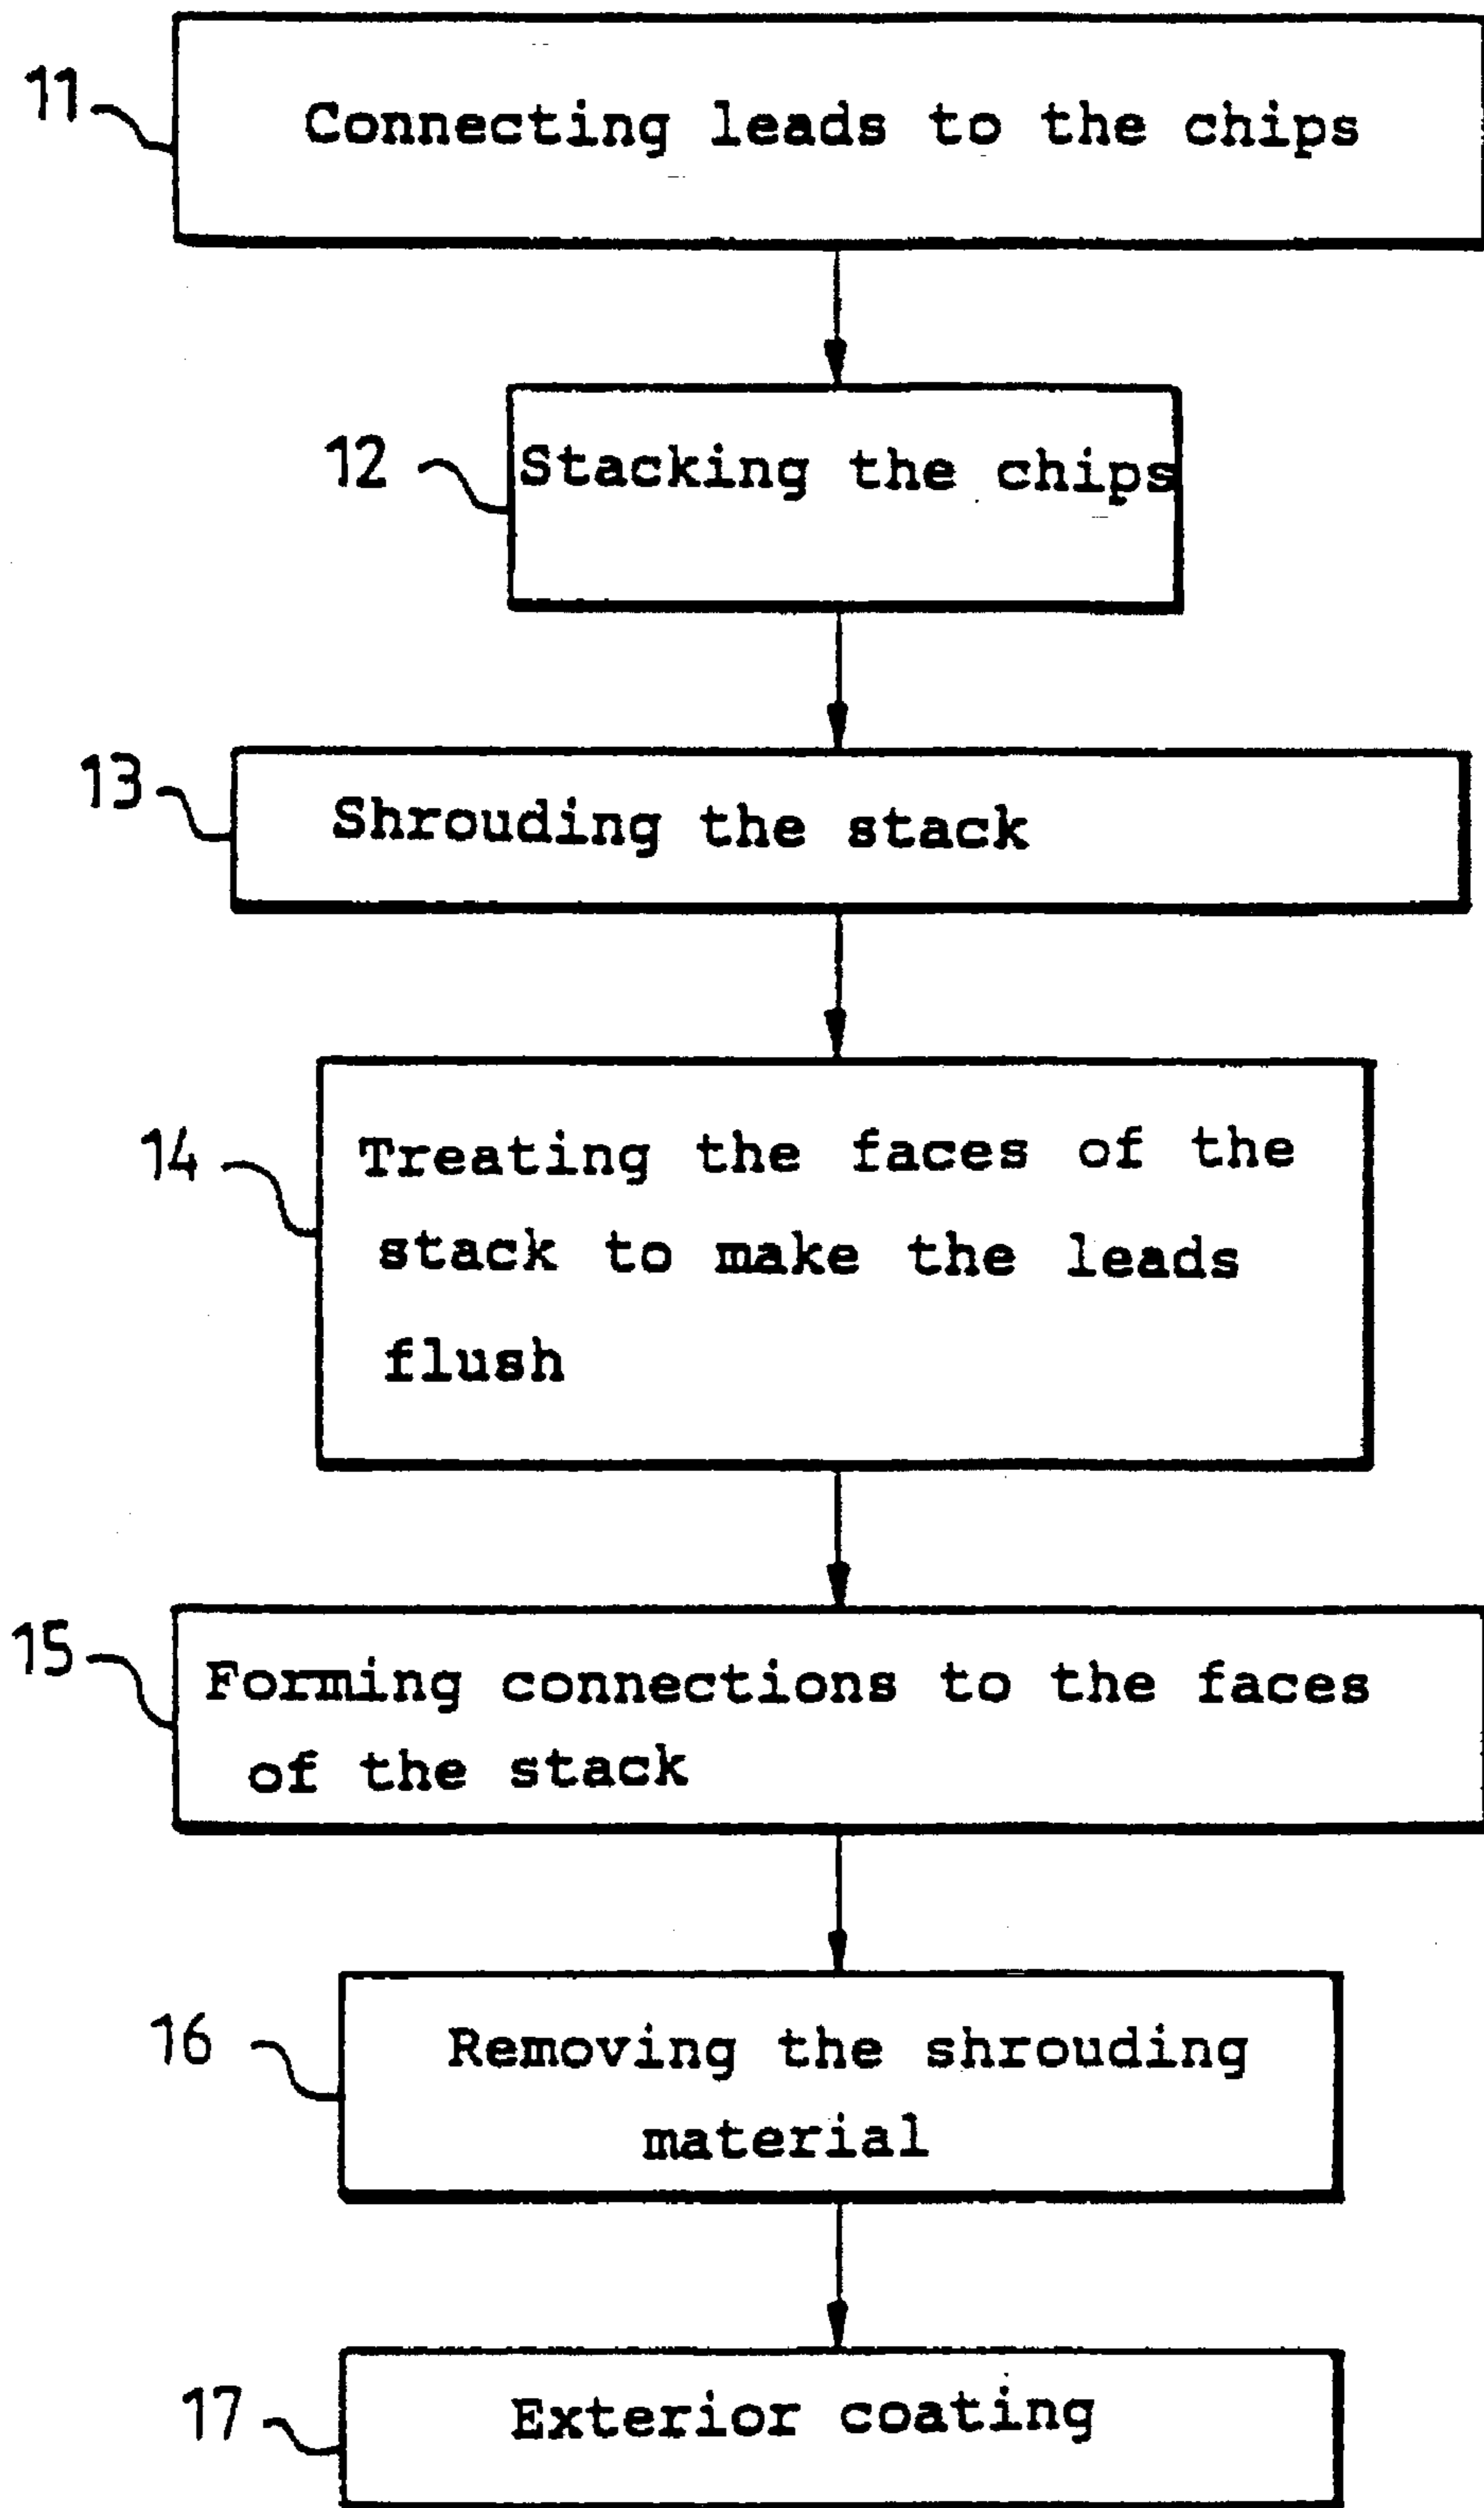 11
Connecting leads to the chips
12
Stacking the chips
13
Shrouding the stack
14
Treating the faces of the
stack to make the leads
flush
15
Forming connections to the faces
of the stack
16
Removing the shrouding
material
17
Exterior coating